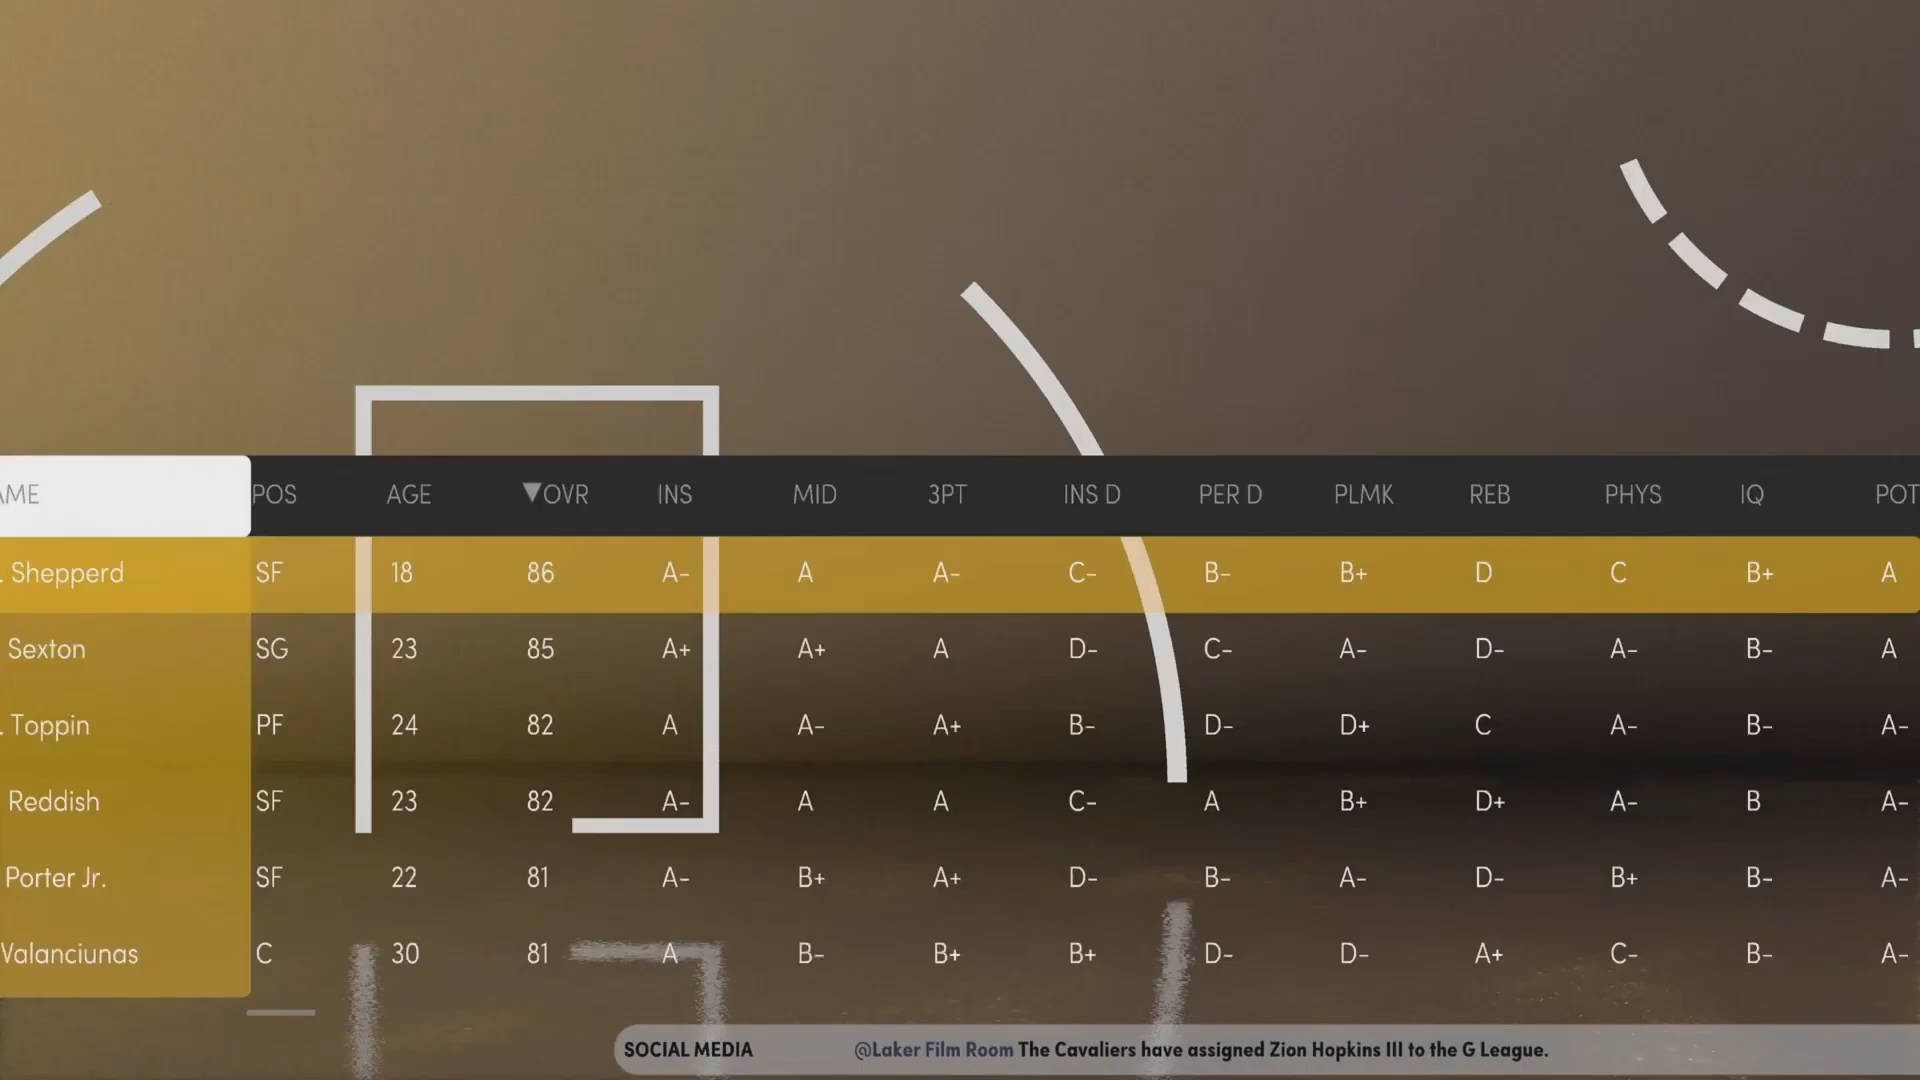 AME POS AGE ▼OVR INS MID 3PT INS D PER D PLMK REB PHYS IQ POT
. Shepperd SF 18 86 A- A A- C- B- B+ D C B+ A
Sexton SG 23 85 A+ A+ A D- C- A- D- A- B- A
. Toppin PF 24 82 A A- A+ B- D- D+ C A- B- A-
Reddish SF 23 82 A- A A C- A B+ D+ A- B A-
Porter Jr. SF 22 81 A- B+ A+ D- B- A- D- B+ B- A-
Valanciunas C 30 81 A B- B+ B+ D- D- A+ C- B- A-
SOCIAL MEDIA @Laker Film Room The Cavaliers have assigned Zion Hopkins III to the G League.